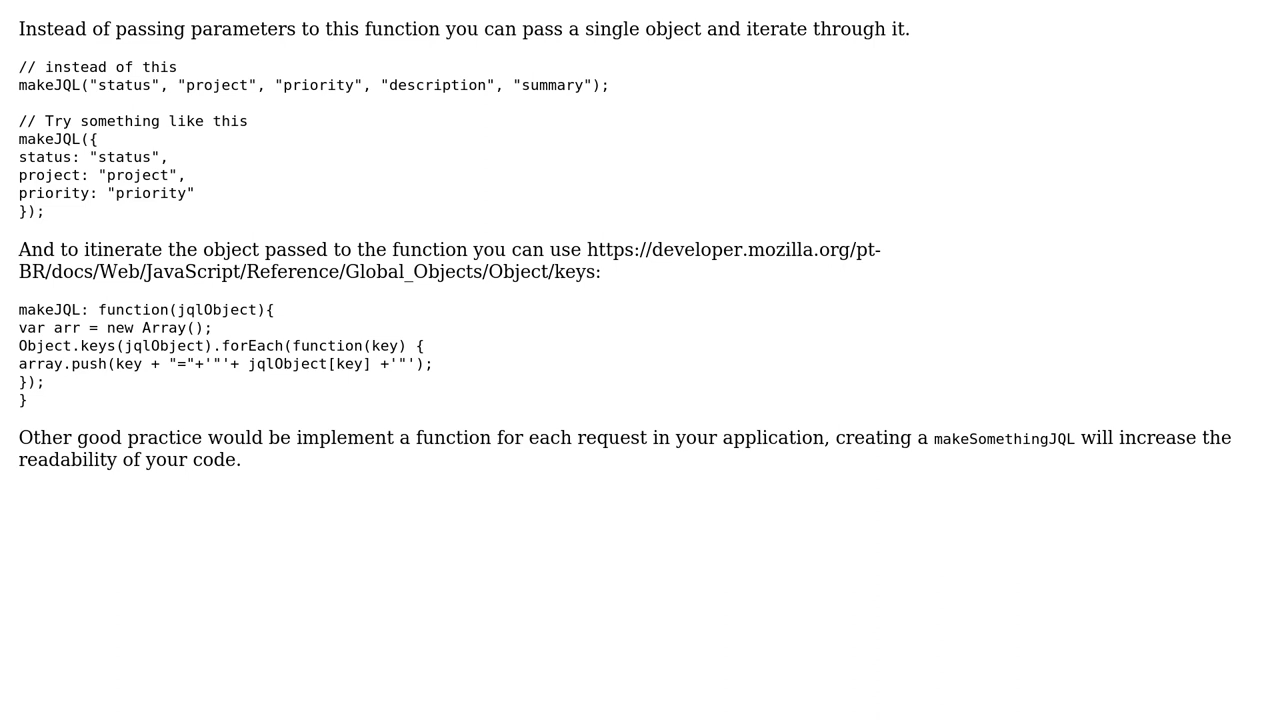 Instead of passing parameters to this function you can pass a single object and iterate through it.
// instead of this
makeJQL("status", "project", "priority", "description", "summary");
// Try something like this
makeJQL({
status: "status",
project: "project",
priority: "priority"
});
And to itinerate the object passed to the function you can use https://developer.mozilla.org/pt-
BR/docs/Web/JavaScript/Reference/Global_Objects/Object/keys:
makeJQL: function(jqlObject){
var arr = new Array();
Object.keys(jqlObject).forEach(function(key) {
array.push(key + "="+'"'+ jqlObject[key] +'"');
});
}
Other good practice would be implement a function for each request in your application, creating a makeSomethingJQL will increase the
readability of your code.